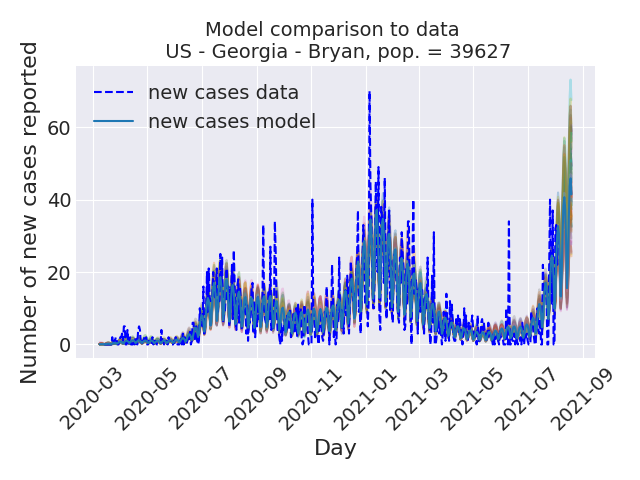 Model comparison to data
US - Georgia - Bryan, pop. = 39627
Number of new cases reported
60
40
20
0
new cases data
new cases model
2020-03
2020-05
2020-07
2020-09
2020-11
2021-01
2021-03
2021-05
2021-07
2021-09
Day